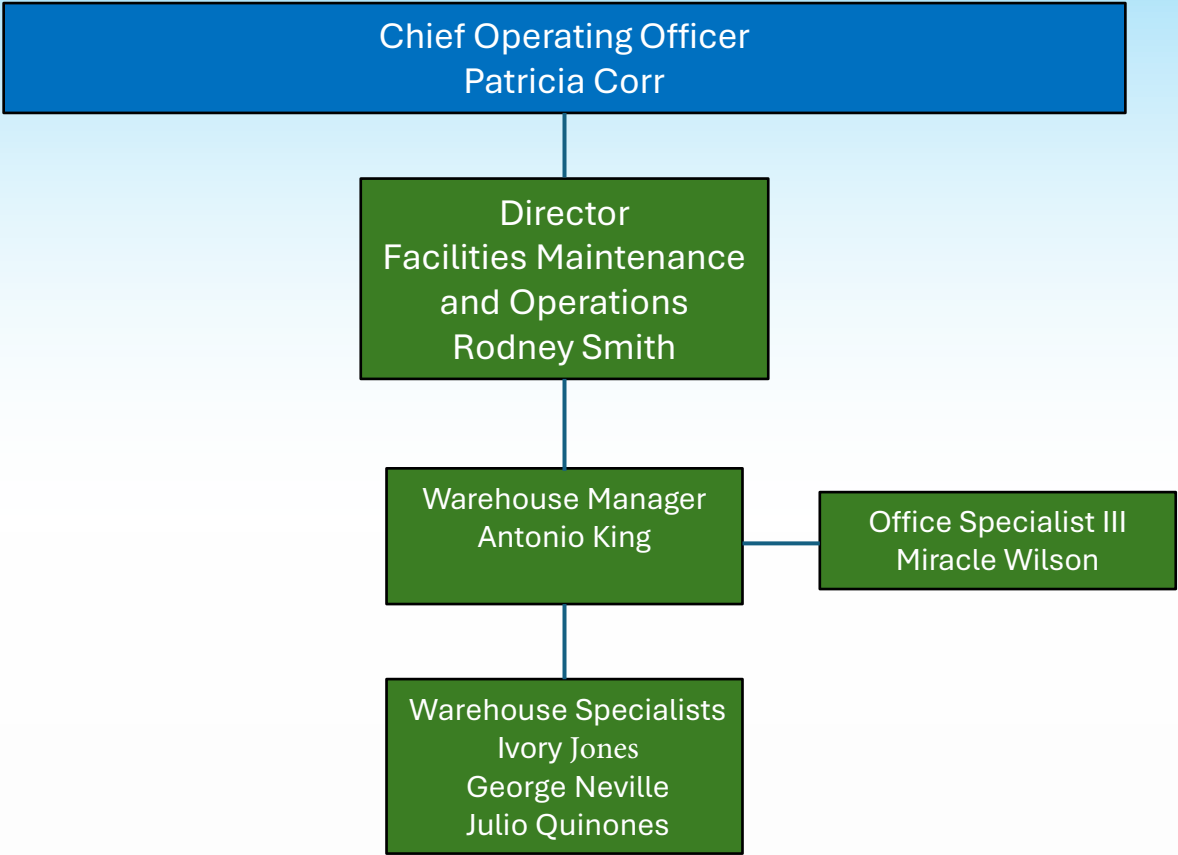 Chief Operating Officer
Patricia Corr
Director
Facilities Maintenance
and Operations
Rodney Smith
Warehouse Manager
Antonio King
Office Specialist III
Miracle Wilson
Warehouse Specialists
Ivory Jones
George Neville
Julio Quinones